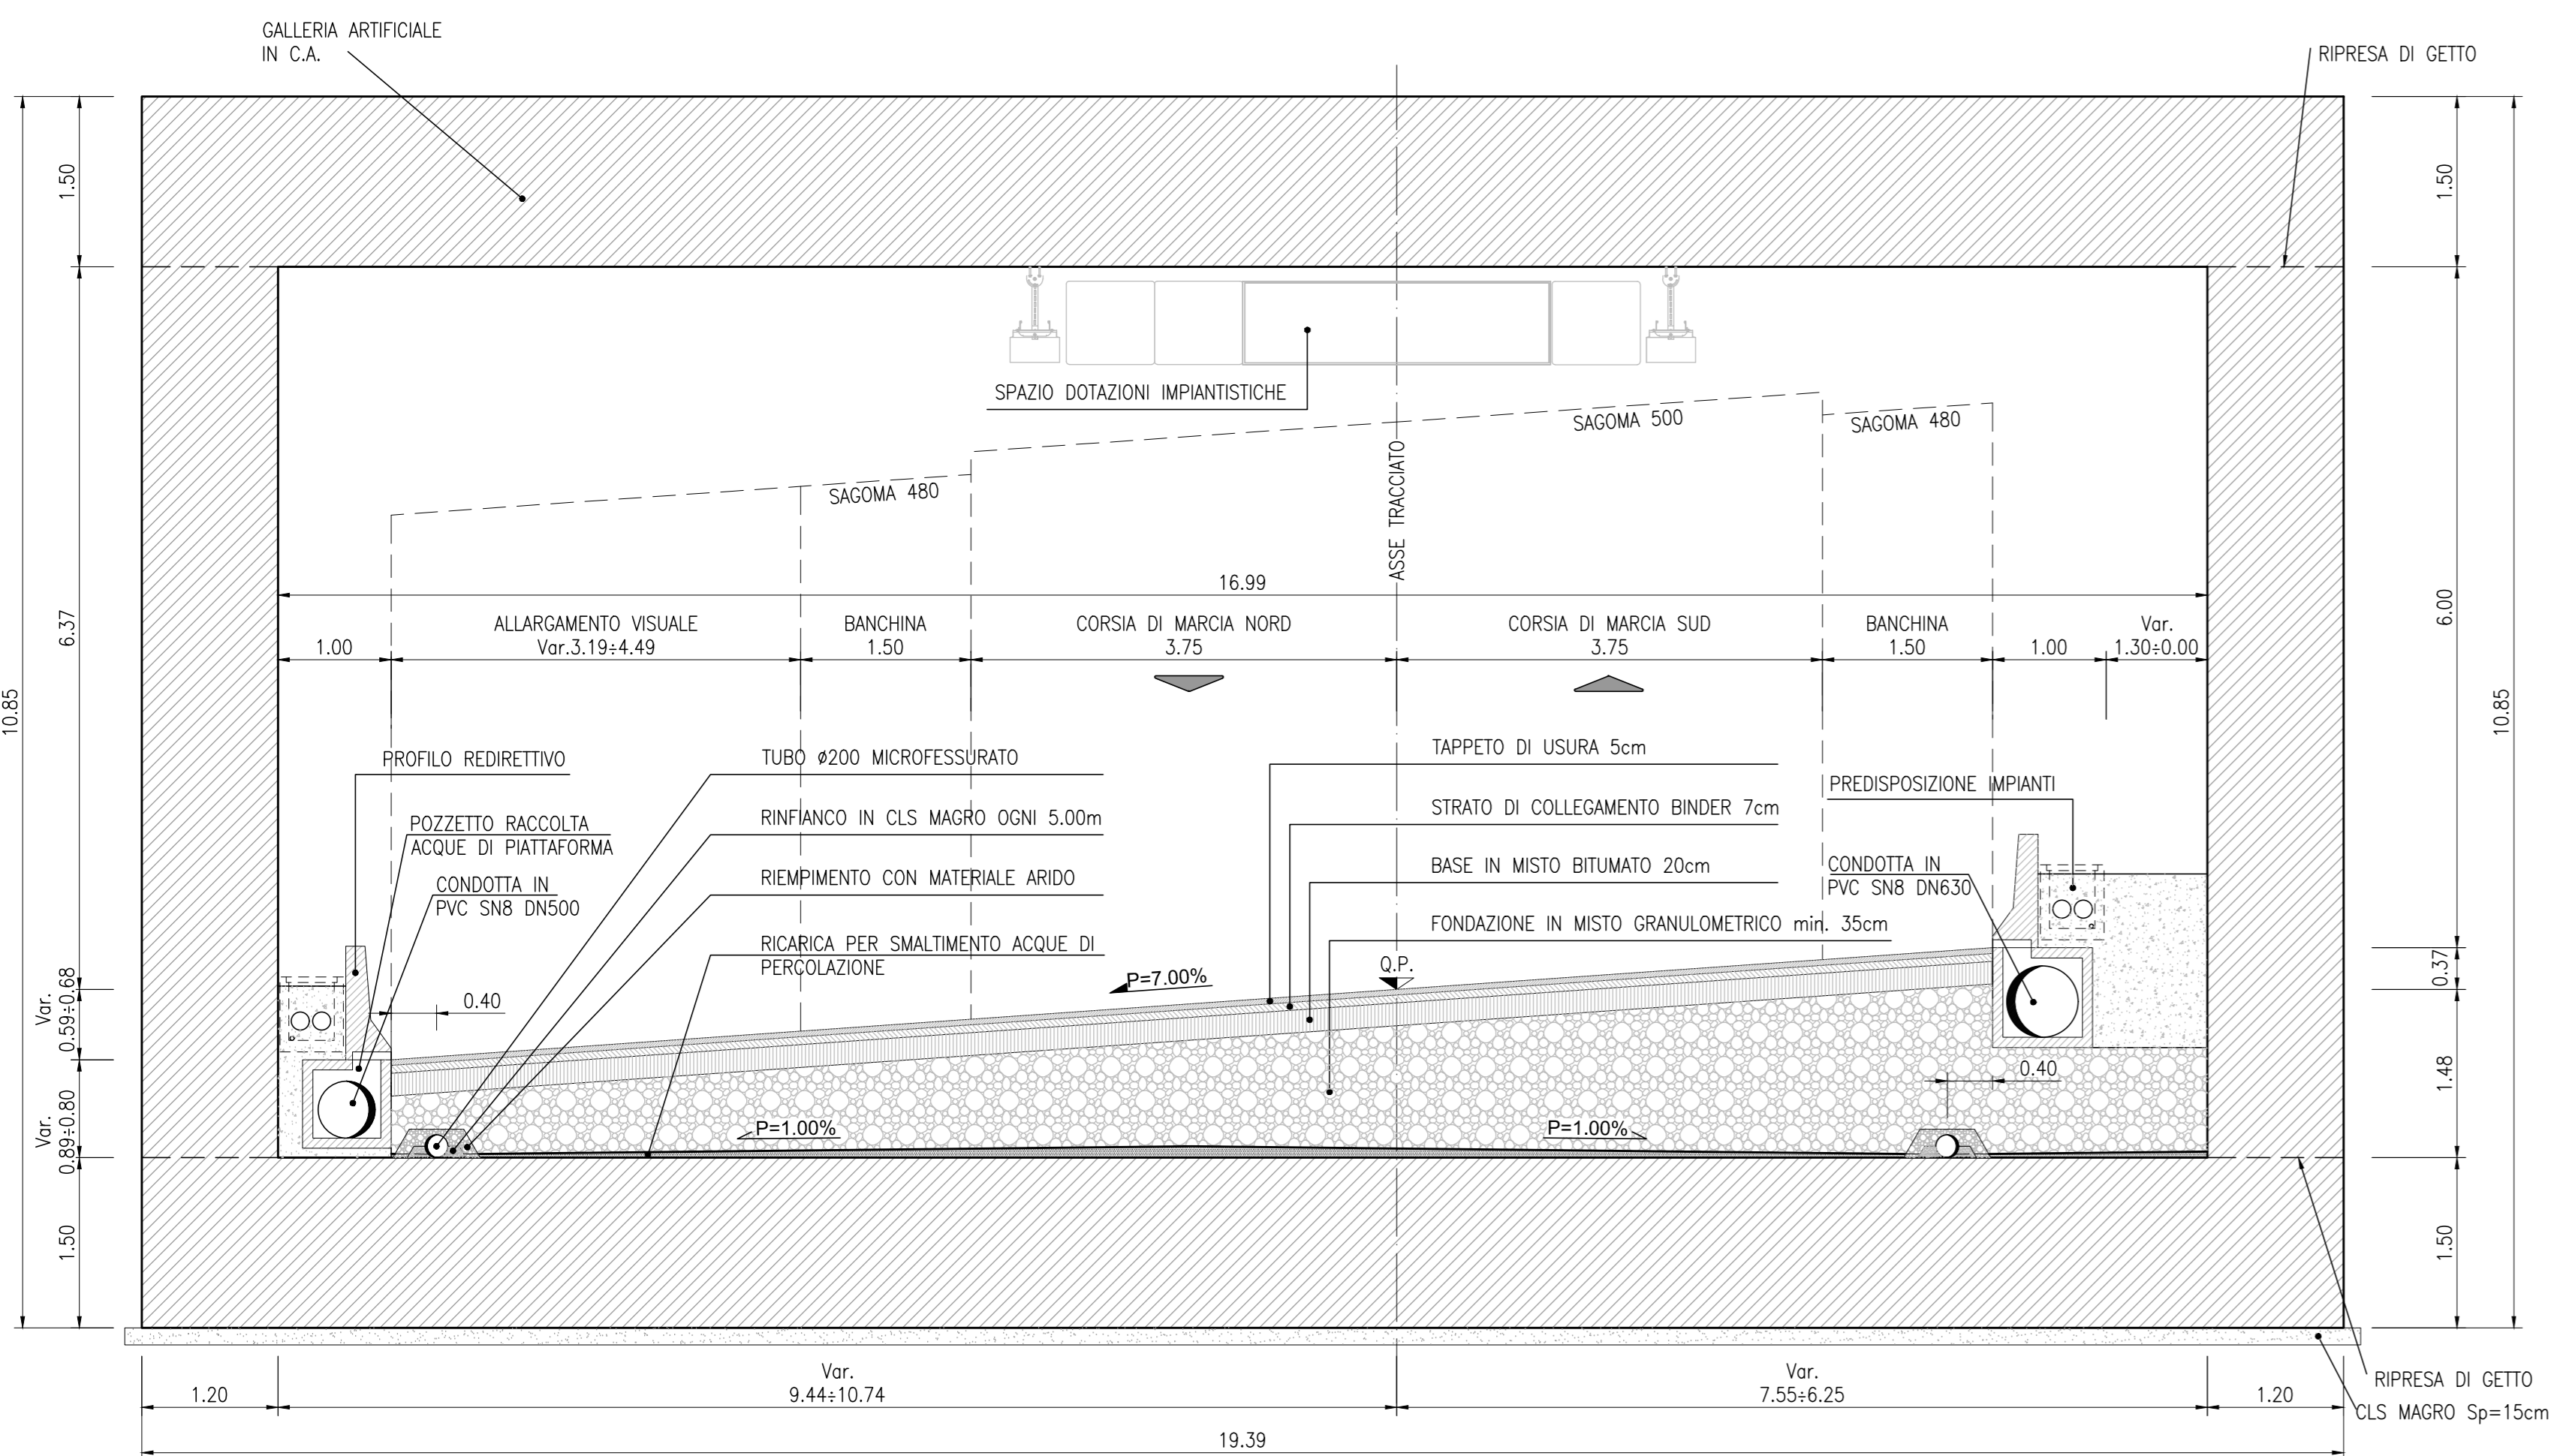 GALLERIA ARTIFICIALE
IN C.A.
RIPRESA DI GETTO
1.50
1.50
SPAZIO DOTAZIONI IMPIANTISTICHE
SAGOMA 500
SAGOMA 480
SAGOMA 480
ASSE TRACCIATO
16.99
6.37
6.00
10.85
10.85
1.00
ALLARGAMENTO VISUALE
Var.3.19÷4.49
BANCHINA
1.50
CORSIA DI MARCIA NORD
3.75
CORSIA DI MARCIA SUD
3.75
BANCHINA
1.50
1.00
Var.
1.30÷0.00
PROFILO REDIRETTIVO
POZZETTO RACCOLTA
ACQUE DI PIATTAFORMA
CONDOTTA IN
PVC SN8 DN500
TUBO ø200 MICROFESSURATO
RINFIANCO IN CLS MAGRO OGNI 5.00m
RIEMPIMENTO CON MATERIALE ARIDO
RICARICA PER SMALTIMENTO ACQUE DI
PERCOLAZIONE
TAPPETO DI USURA 5cm
STRATO DI COLLEGAMENTO BINDER 7cm
BASE IN MISTO BITUMATO 20cm
FONDAZIONE IN MISTO GRANULOMETRICO min. 35cm
PREDISPOSIZIONE IMPIANTI
CONDOTTA IN
PVC SN8 DN630
Q.P.
P=7.00%
0.40
0.40
P=1.00%
P=1.00%
Var.
0.59÷0.68
Var.
0.89÷0.80
1.50
0.37
1.48
1.50
1.20
Var.
9.44÷10.74
Var.
7.55÷6.25
1.20
RIPRESA DI GETTO
CLS MAGRO Sp=15cm
19.39